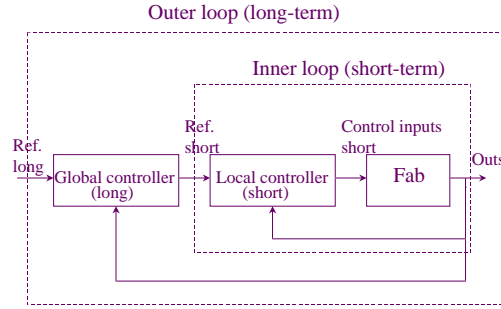 Outer loop (long-term)
Inner loop (short-term)
Ref.
long
Ref.
short
Control inputs
short
Outs
Global controller
(long)
Local controller
(short)
Fab